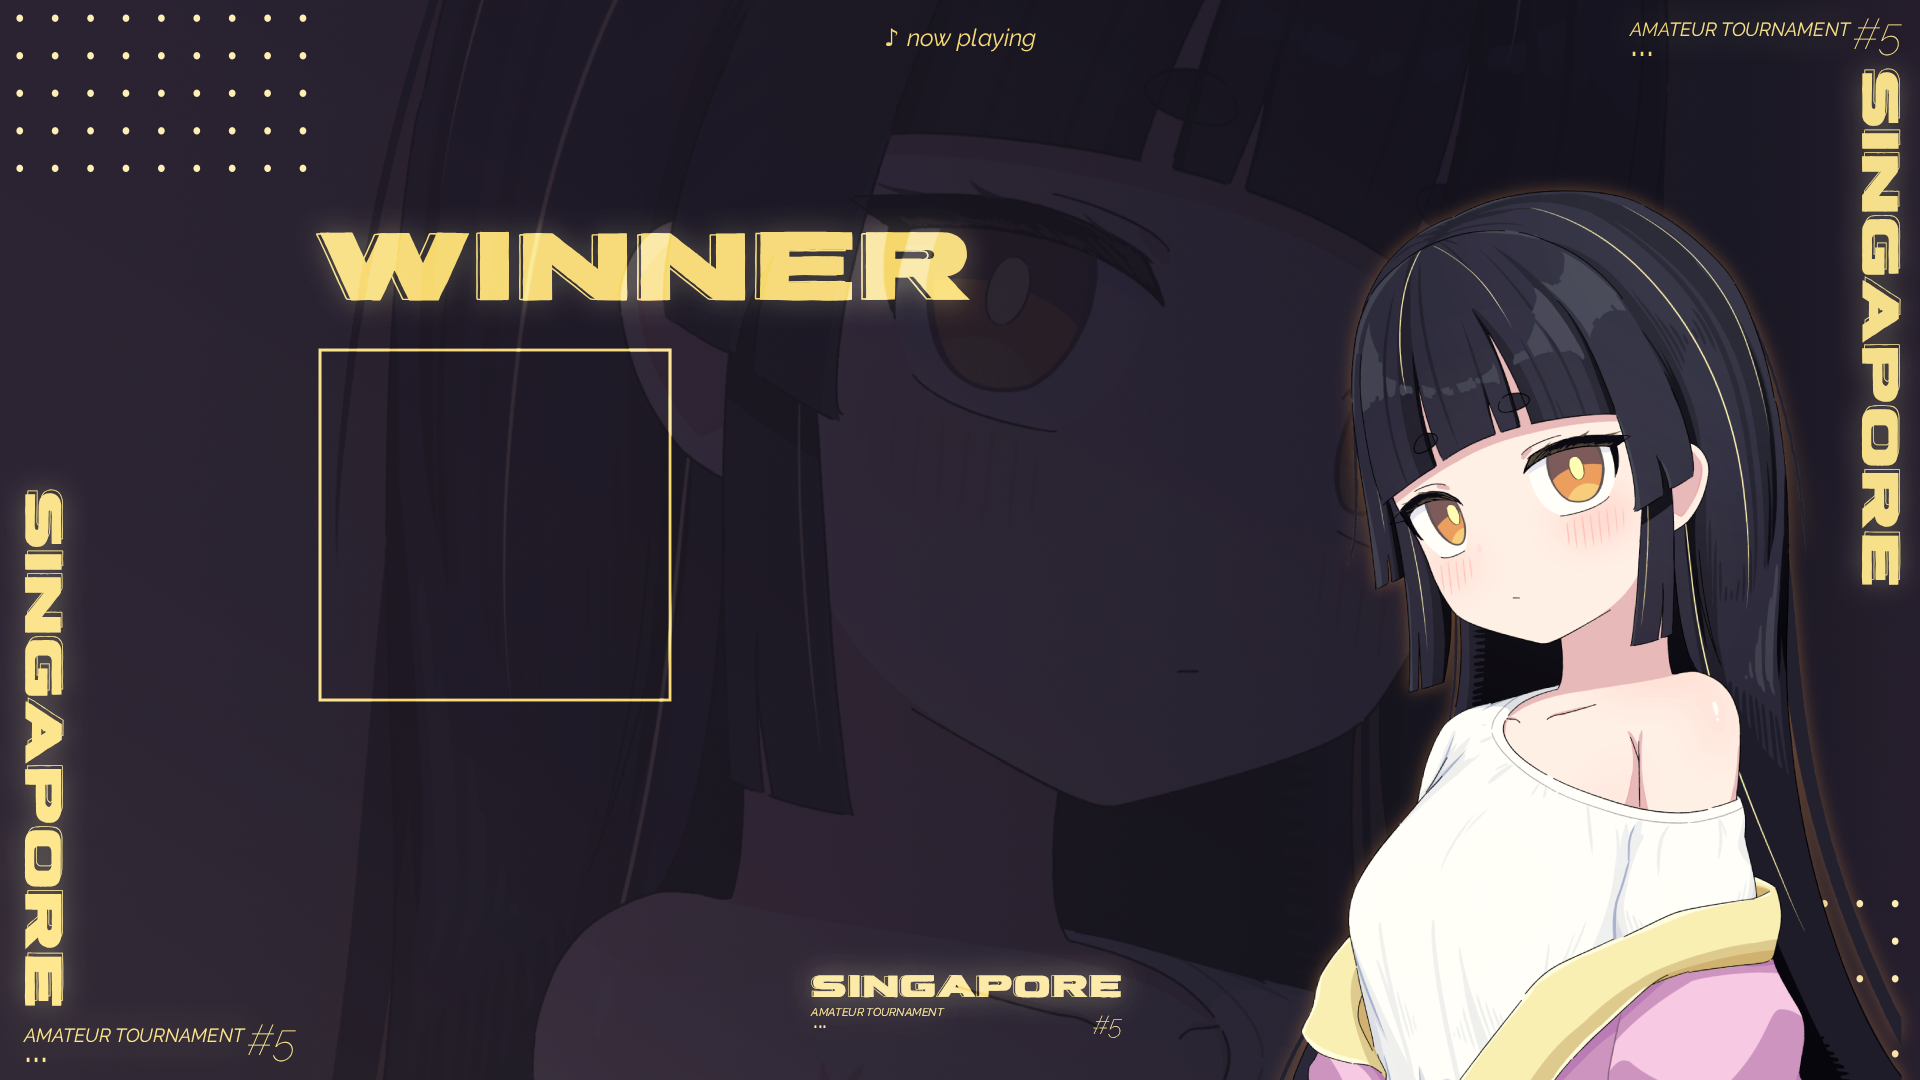 ♪ now playing
AMATEUR TOURNAMENT #5
...
SINGAPORE
WINNER
SINGAPORE
AMATEUR TOURNAMENT #5
...
SINGAPORE
AMATEUR TOURNAMENT
... #5